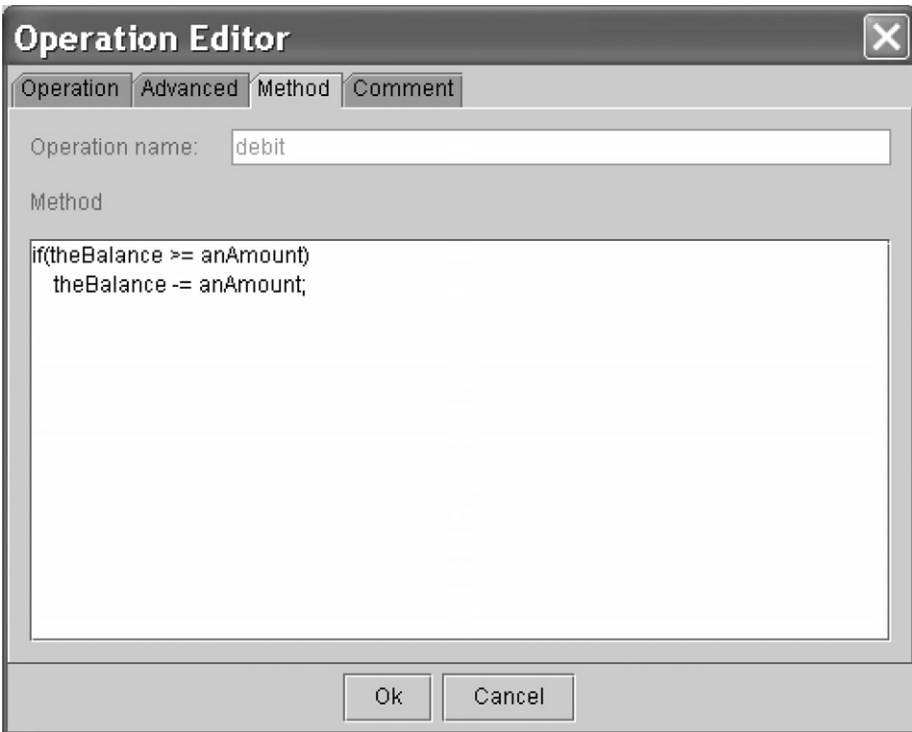 Operation Editor
Operation Advanced Method Comment
Operation name: debit
Method
if(theBalance >= anAmount)
theBalance -= anAmount;
Ok Cancel